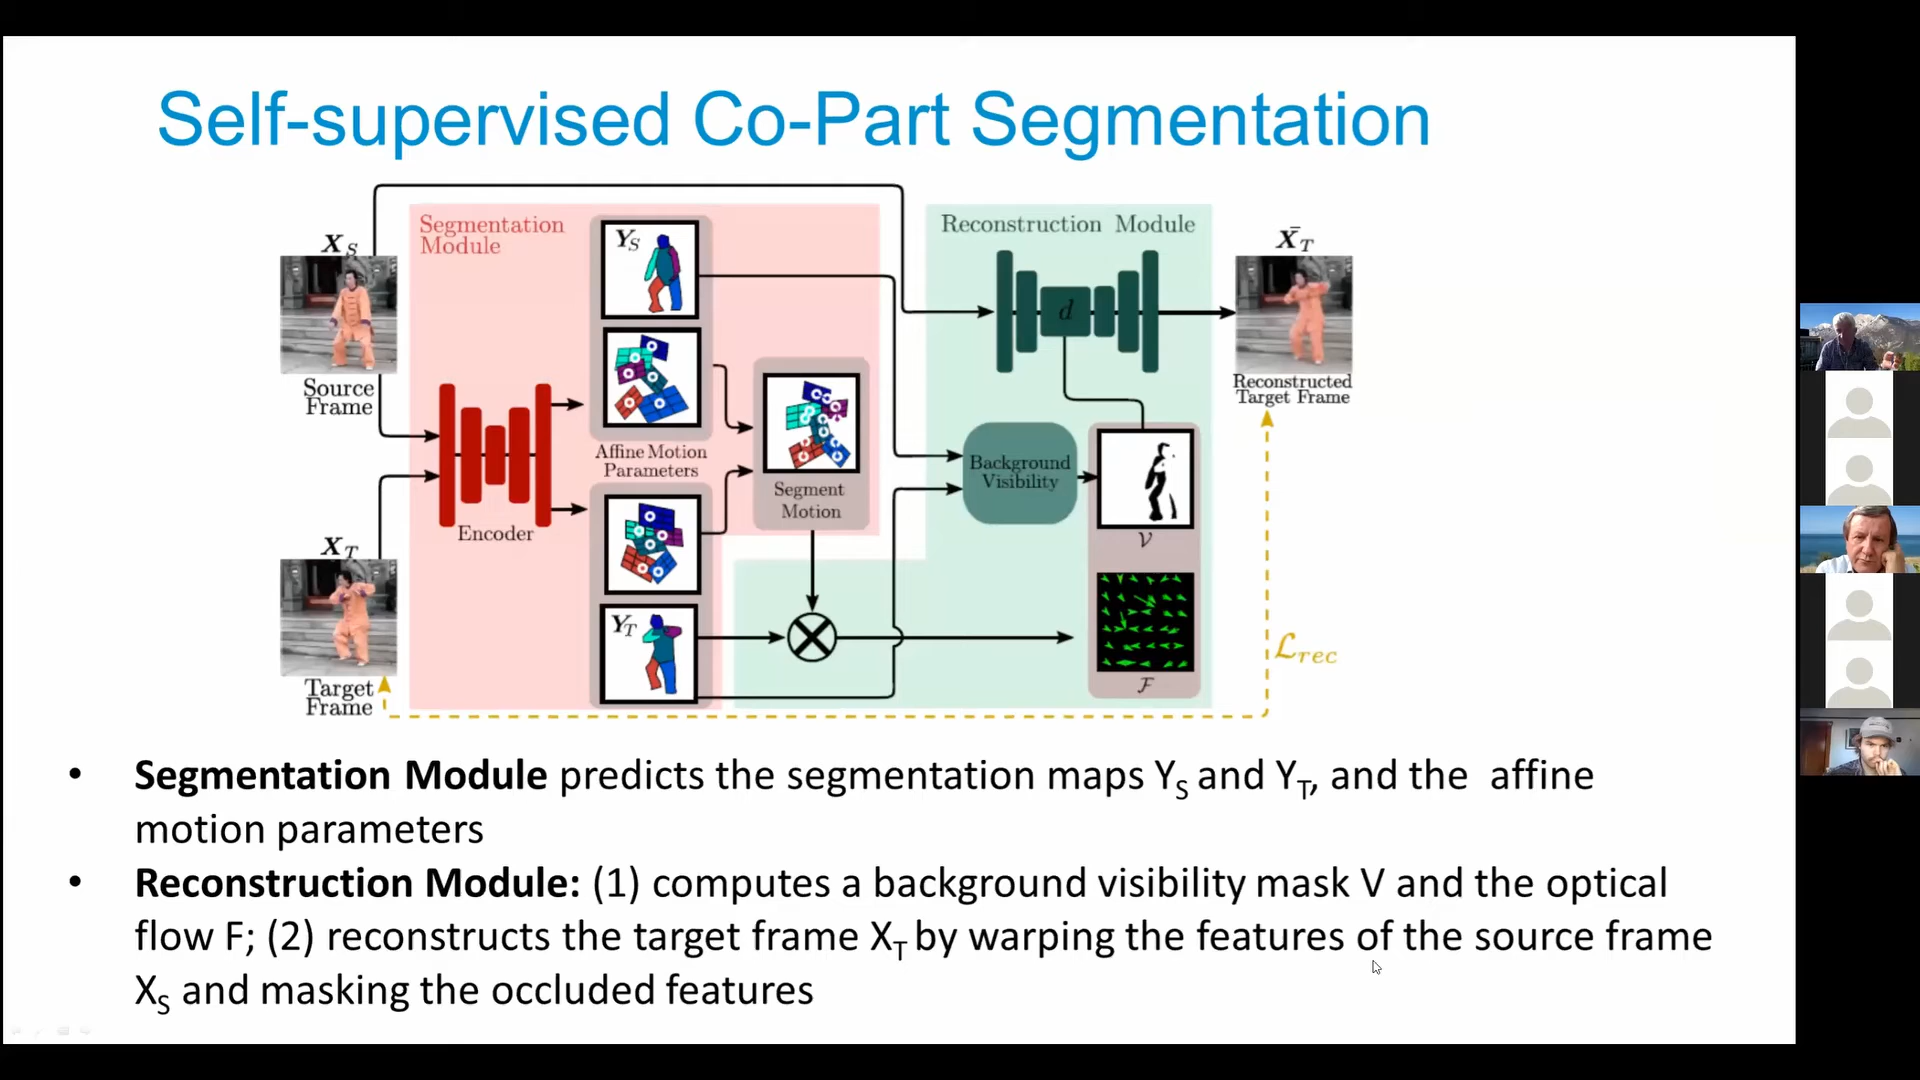 Self-supervised Co-Part Segmentation
X_S
Source
Frame
X_T
Target
Frame
Segmentation
Module
Encoder
Y_S
Affine Motion
Parameters
Y_T
Segment
Motion
Reconstruction Module
d
Background
Visibility
V
F
X̄_T
Reconstructed
Target Frame
L_rec
• Segmentation Module predicts the segmentation maps Y_S and Y_T, and the affine
motion parameters
• Reconstruction Module: (1) computes a background visibility mask V and the optical
flow F; (2) reconstructs the target frame X_T by warping the features of the source frame
X_S and masking the occluded features